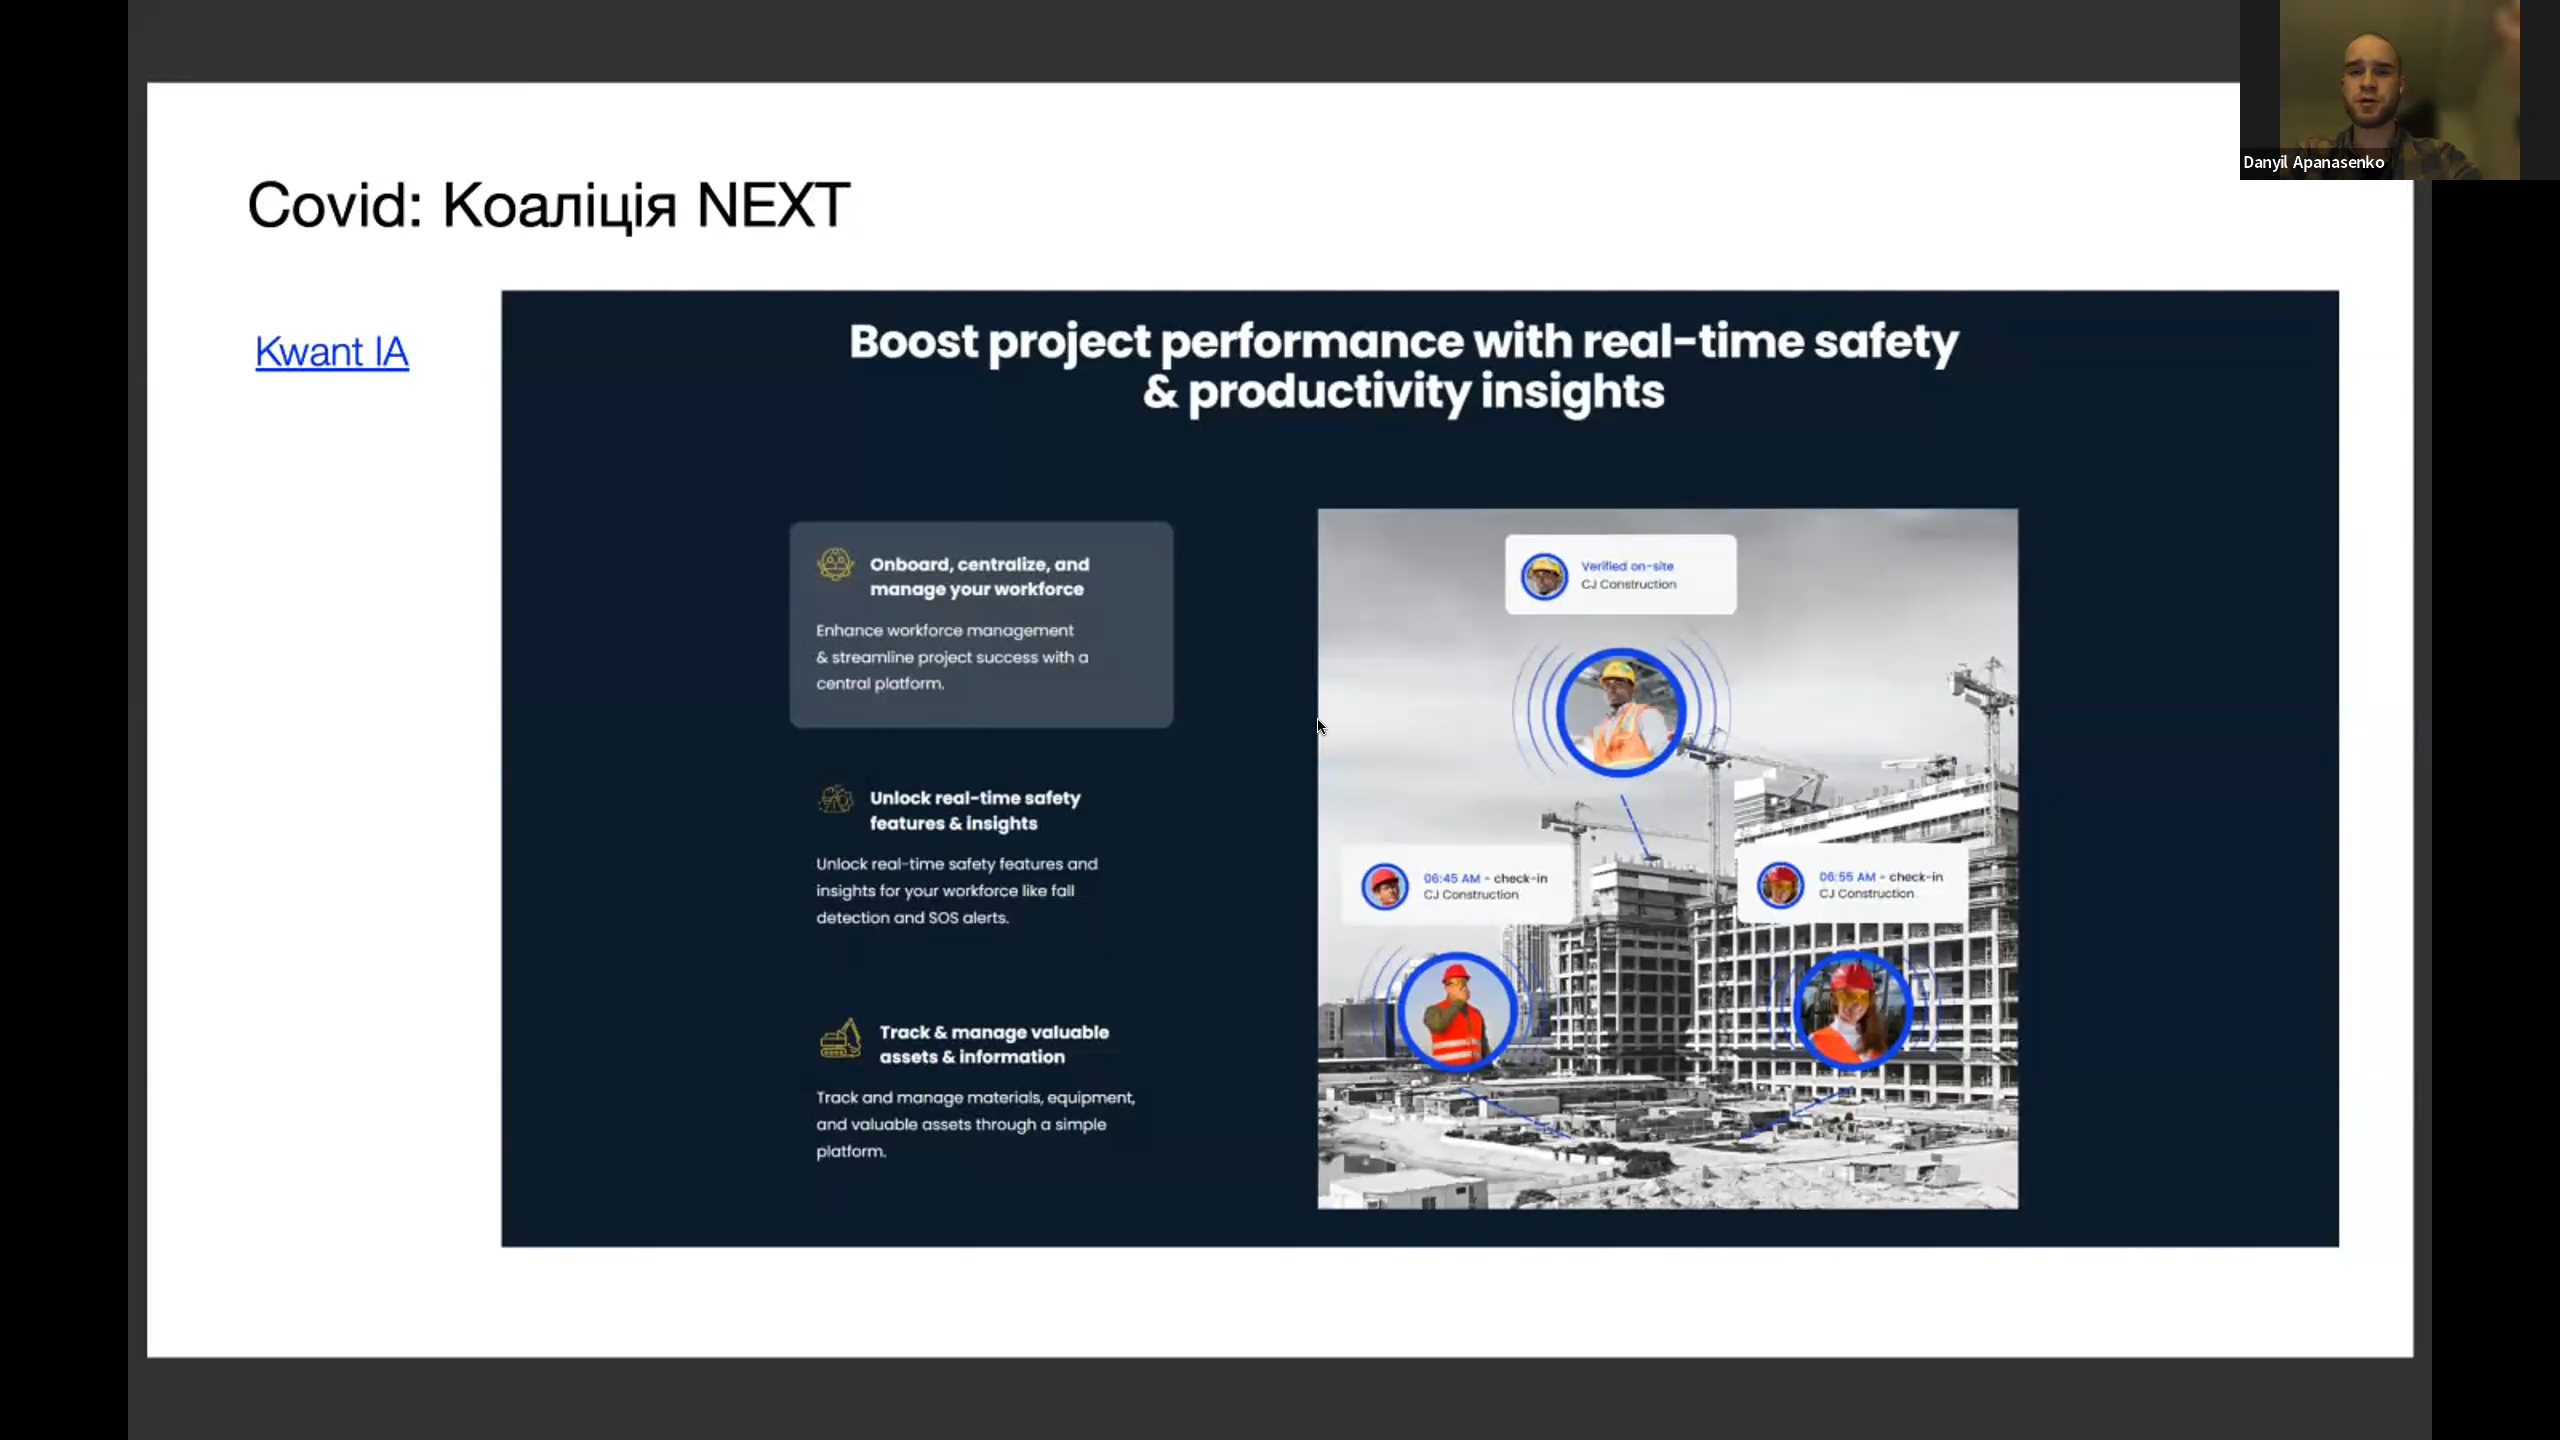 Danyil Apanasenko
Covid: Коаліція NEXT
Kwant IA
Boost project performance with real-time safety
& productivity insights
Onboard, centralize, and
manage your workforce
Enhance workforce management
& streamline project success with a
central platform.
Unlock real-time safety
features & insights
Unlock real-time safety features and
insights for your workforce like fall
detection and SOS alerts.
Track & manage valuable
assets & information
Track and manage materials, equipment,
and valuable assets through a simple
platform.
Verified on-site
CJ Construction
06:45 AM - check-in
CJ Construction
06:55 AM - check-in
CJ Construction